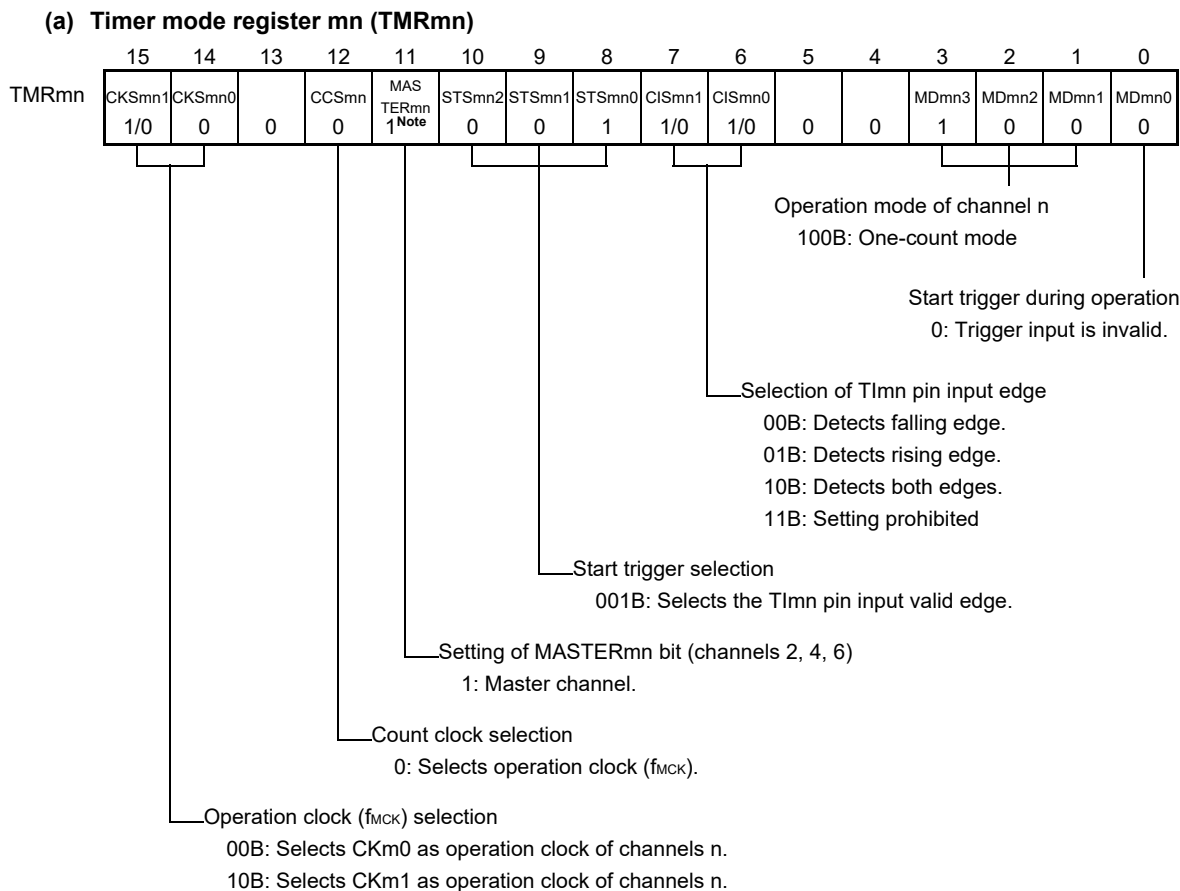 (a) Timer mode register mn (TMRmn)
15 14 13 12 11 10 9 8 7 6 5 4 3 2 1 0
TMRmn CKSmn1 CKSmn0 CCSmn MAS TERmn STSmn2 STSmn1 STSmn0 CISmn1 CISmn0 MDmn3 MDmn2 MDmn1 MDmn0
1/0 0 0 0 1Note 0 0 1 1/0 1/0 0 0 1 0 0 0
Operation mode of channel n
100B: One-count mode
Start trigger during operation
0: Trigger input is invalid.
Selection of TImn pin input edge
00B: Detects falling edge.
01B: Detects rising edge.
10B: Detects both edges.
11B: Setting prohibited
Start trigger selection
001B: Selects the TImn pin input valid edge.
Setting of MASTERmn bit (channels 2, 4, 6)
1: Master channel.
Count clock selection
0: Selects operation clock (fMCK).
Operation clock (fMCK) selection
00B: Selects CKm0 as operation clock of channels n.
10B: Selects CKm1 as operation clock of channels n.